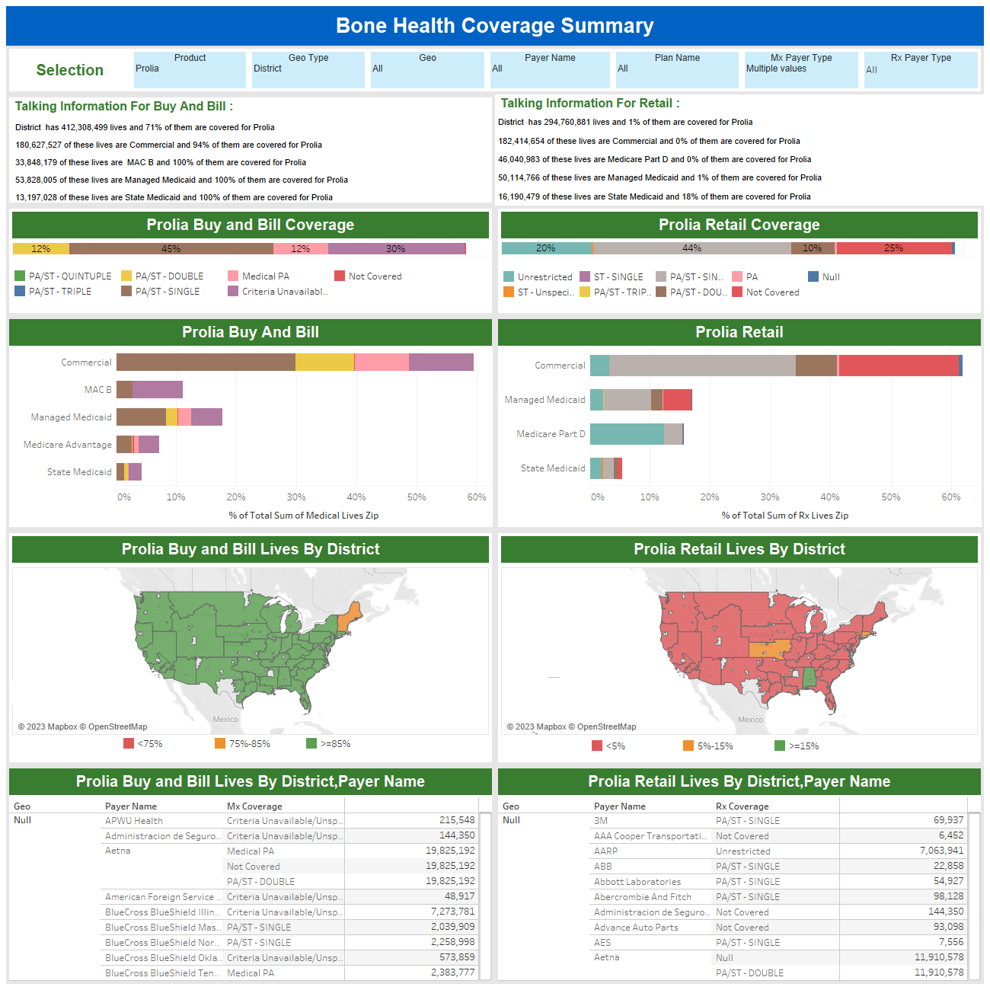 Bone Health Coverage Summary
Selection
Product
Prolia
Geo Type
District
Geo
All
Payer Name
All
Plan Name
All
Mx Payer Type
Multiple values
Rx Payer Type
All
Talking Information For Buy And Bill :
District has 412,308,499 lives and 71% of them are covered for Prolia
180,627,527 of these lives are Commercial and 94% of them are covered for Prolia
33,848,179 of these lives are MAC B and 100% of them are covered for Prolia
53,828,005 of these lives are Managed Medicaid and 100% of them are covered for Prolia
13,197,028 of these lives are State Medicaid and 100% of them are covered for Prolia
Talking Information For Retail :
District has 294,760,881 lives and 1% of them are covered for Prolia
182,414,654 of these lives are Commercial and 0% of them are covered for Prolia
46,040,983 of these lives are Medicare Part D and 0% of them are covered for Prolia
50,114,766 of these lives are Managed Medicaid and 1% of them are covered for Prolia
16,190,479 of these lives are State Medicaid and 18% of them are covered for Prolia
Prolia Buy and Bill Coverage
12% 45% 12% 30%
PA/ST - QUINTUPLE PA/ST - DOUBLE Medical PA Not Covered
PA/ST - TRIPLE PA/ST - SINGLE Criteria Unavailabl..
Prolia Retail Coverage
20% 44% 10% 25%
Unrestricted ST - SINGLE PA/ST - SIN.. PA Null
ST - Unspeci.. PA/ST - TRIP.. PA/ST - DOU.. Not Covered
Prolia Buy And Bill
Commercial
MAC B
Managed Medicaid
Medicare Advantage
State Medicaid
0% 10% 20% 30% 40% 50% 60%
% of Total Sum of Medical Lives Zip
Prolia Retail
Commercial
Managed Medicaid
Medicare Part D
State Medicaid
0% 10% 20% 30% 40% 50% 60%
% of Total Sum of Rx Lives Zip
Prolia Buy and Bill Lives By District
Mexico
© 2023 Mapbox © OpenStreetMap
<75% 75%-85% >=85%
Prolia Retail Lives By District
Mexico
© 2023 Mapbox © OpenStreetMap
<5% 5%-15% >=15%
Prolia Buy and Bill Lives By District,Payer Name
Geo Payer Name Mx Coverage
Null APWU Health Criteria Unavailable/Unsp.. 215,548
Administracion de Seguro.. Criteria Unavailable/Unsp.. 144,350
Aetna Medical PA 19,825,192
Not Covered 19,825,192
PA/ST - DOUBLE 19,825,192
American Foreign Service .. Criteria Unavailable/Unsp.. 48,917
BlueCross BlueShield Illin.. Criteria Unavailable/Unsp.. 7,273,781
BlueCross BlueShield Mas.. PA/ST - SINGLE 2,039,909
BlueCross BlueShield Nor.. PA/ST - SINGLE 2,258,998
BlueCross BlueShield Okla.. Criteria Unavailable/Unsp.. 573,859
BlueCross BlueShield Ten.. Medical PA 2,383,777
Prolia Retail Lives By District,Payer Name
Geo Payer Name Rx Coverage
Null 3M PA/ST - SINGLE 69,937
AAA Cooper Transportati.. Not Covered 6,452
AARP Unrestricted 7,063,941
ABB PA/ST - SINGLE 22,858
Abbott Laboratories PA/ST - SINGLE 54,927
Abercrombie And Fitch PA/ST - SINGLE 98,128
Administracion de Seguro.. Not Covered 144,350
Advance Auto Parts Not Covered 93,098
AES PA/ST - SINGLE 7,556
Aetna Null 11,910,578
PA/ST - DOUBLE 11,910,578